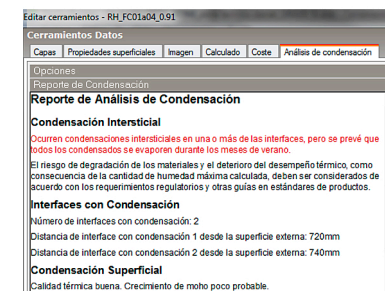 Editar cerramientos - RH_FC01a04_0.91
Cerramientos Datos
Capas Propiedades superficiales Imagen Calculado Coste Análisis de condensación
Opciones
Reporte de Condensación
Reporte de Análisis de Condensación
Condensación Intersticial
Ocurren condensaciones intersticiales en una o más de las interfaces, pero se prevé que
todos los condensados se evaporen durante los meses de verano.
El riesgo de degradación de los materiales y el deterioro del desempeño térmico, como
consecuencia de la cantidad de humedad máxima calculada, deben ser considerados de
acuerdo con los requerimientos regulatorios y otras guías en estándares de productos.
Interfaces con Condensación
Número de interfaces con condensación: 2
Distancia de interface con condensación 1 desde la superficie externa: 720mm
Distancia de interface con condensación 2 desde la superficie externa: 740mm
Condensación Superficial
Calidad térmica buena. Crecimiento de moho poco probable.